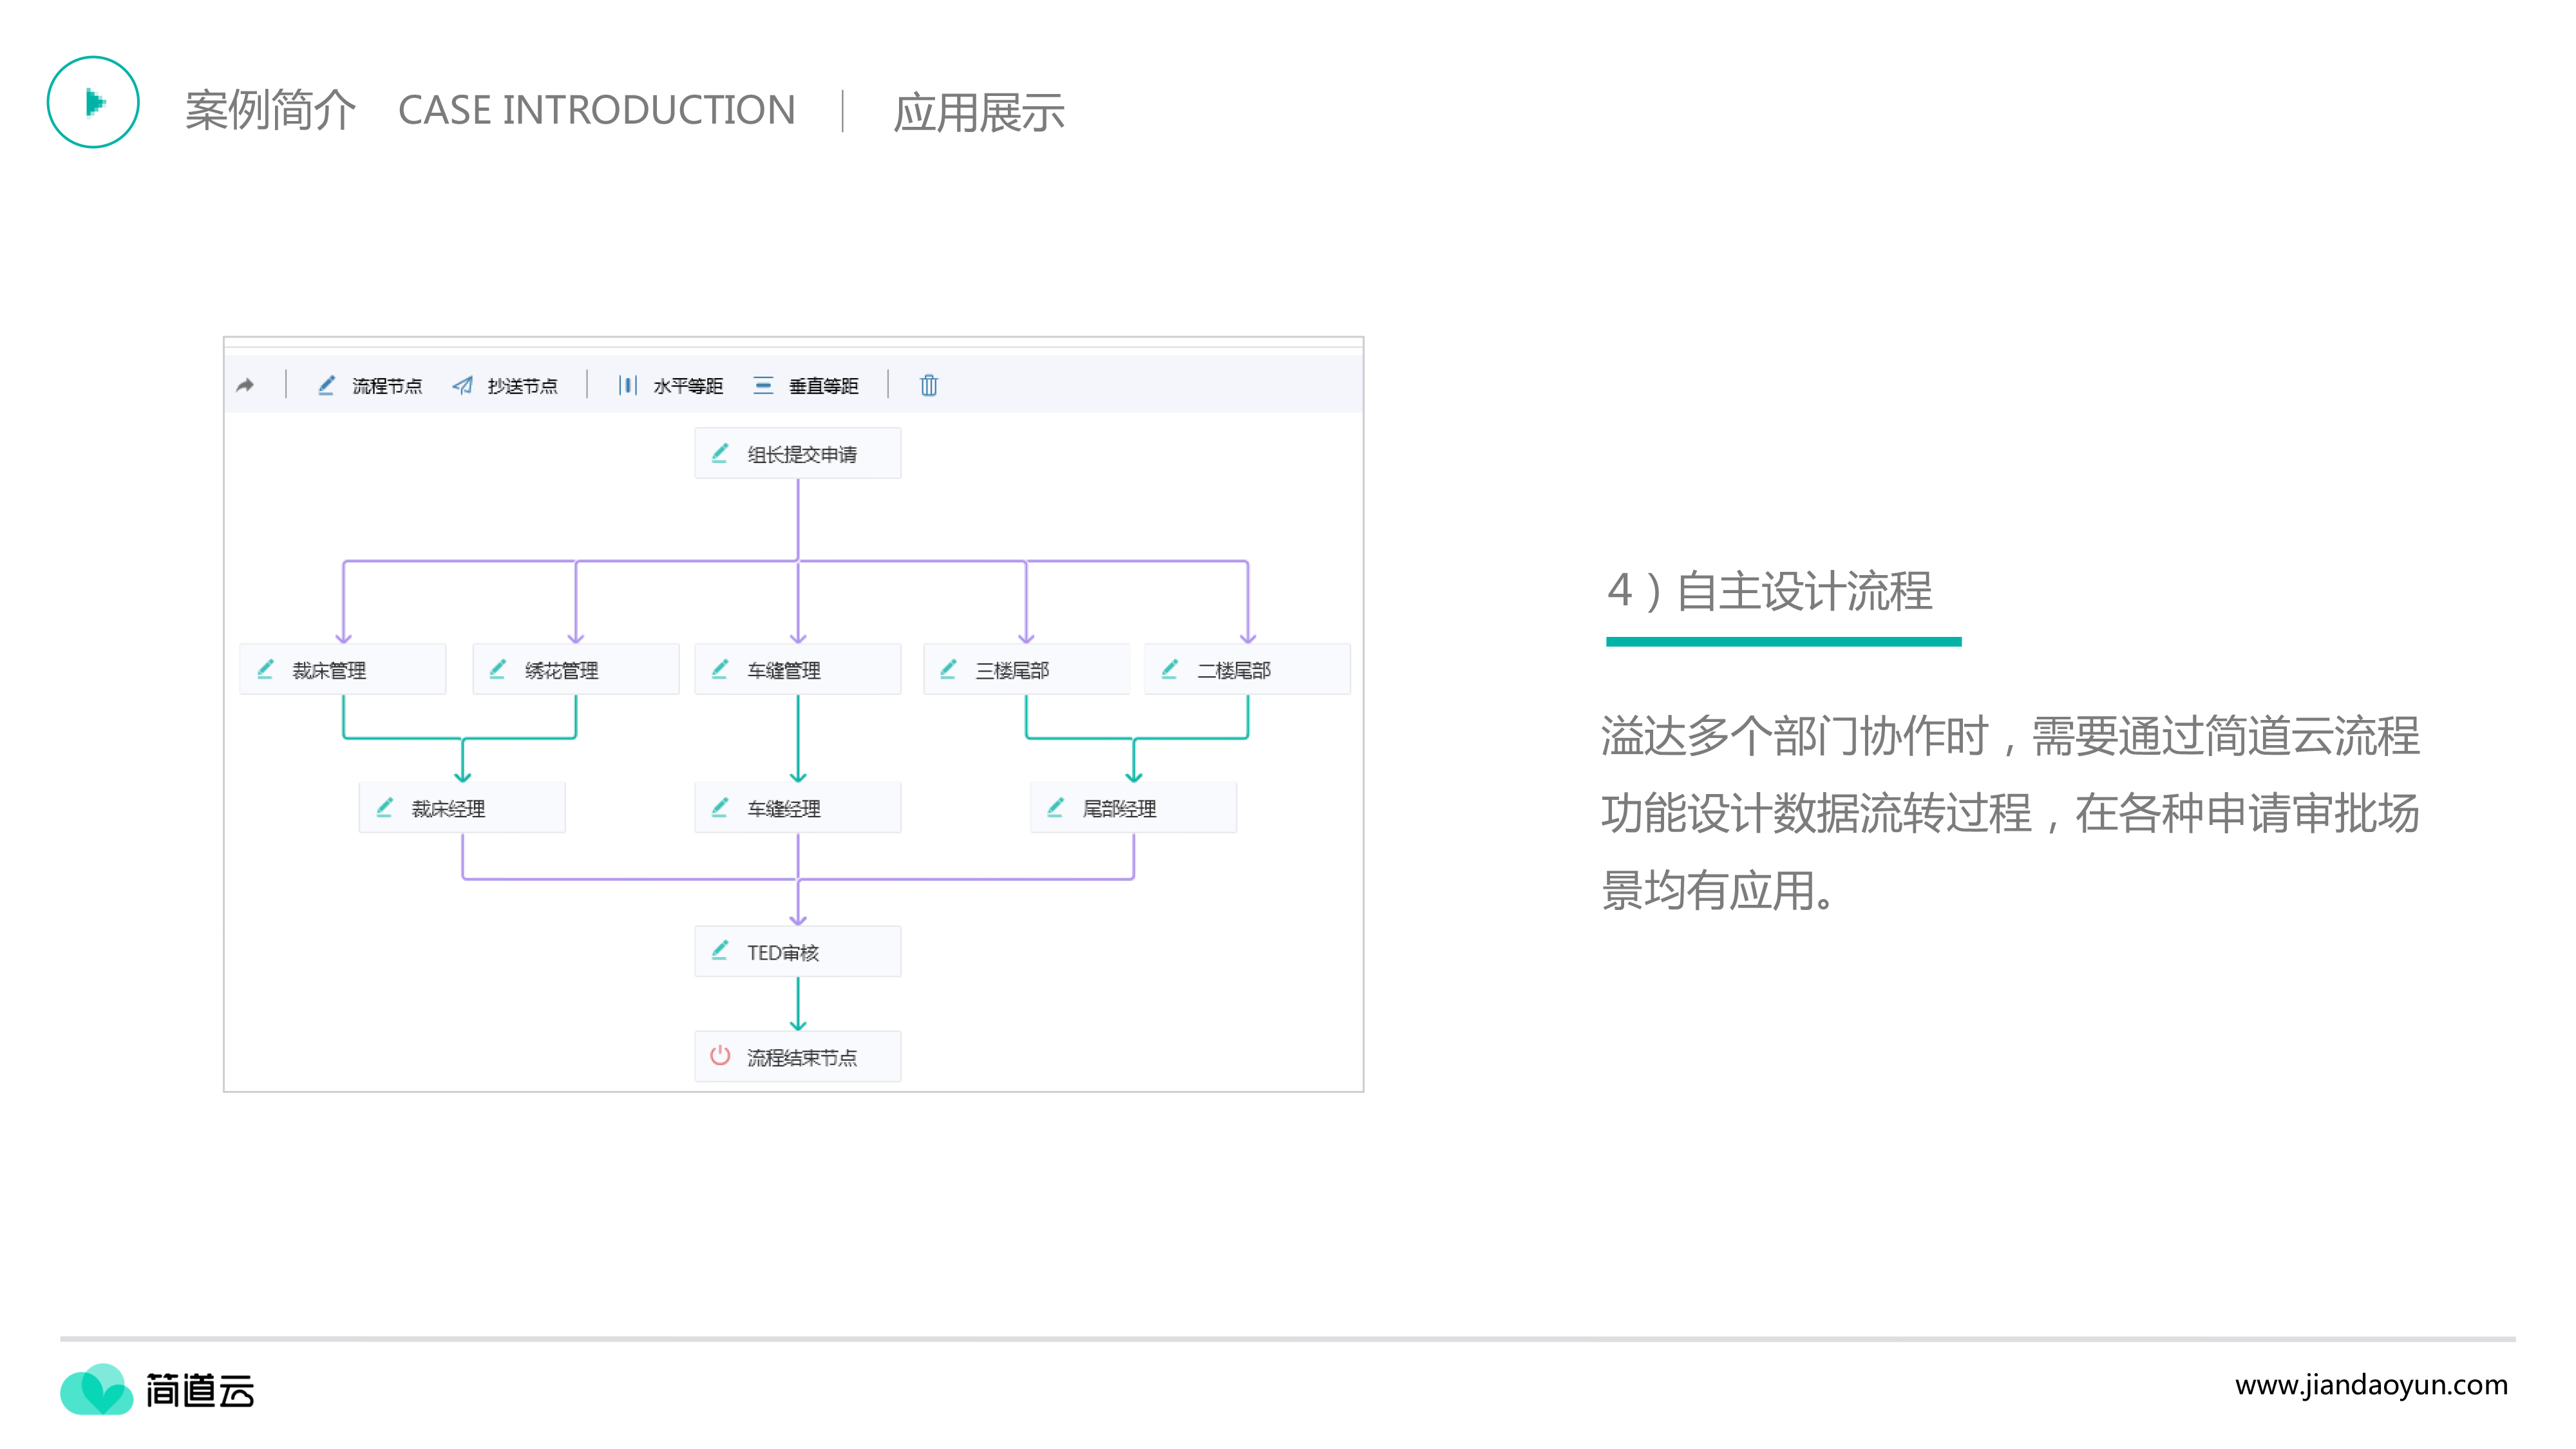 案例简介 CASE INTRODUCTION | 应用展示
流程节点 抄送节点 水平等距 垂直等距
组长提交申请
裁床管理 绣花管理 车缝管理 三楼尾部 二楼尾部
裁床经理 车缝经理 尾部经理
TED审核
流程结束节点
4）自主设计流程
溢达多个部门协作时，需要通过简道云流程
功能设计数据流转过程，在各种申请审批场
景均有应用。
简道云
www.jiandaoyun.com